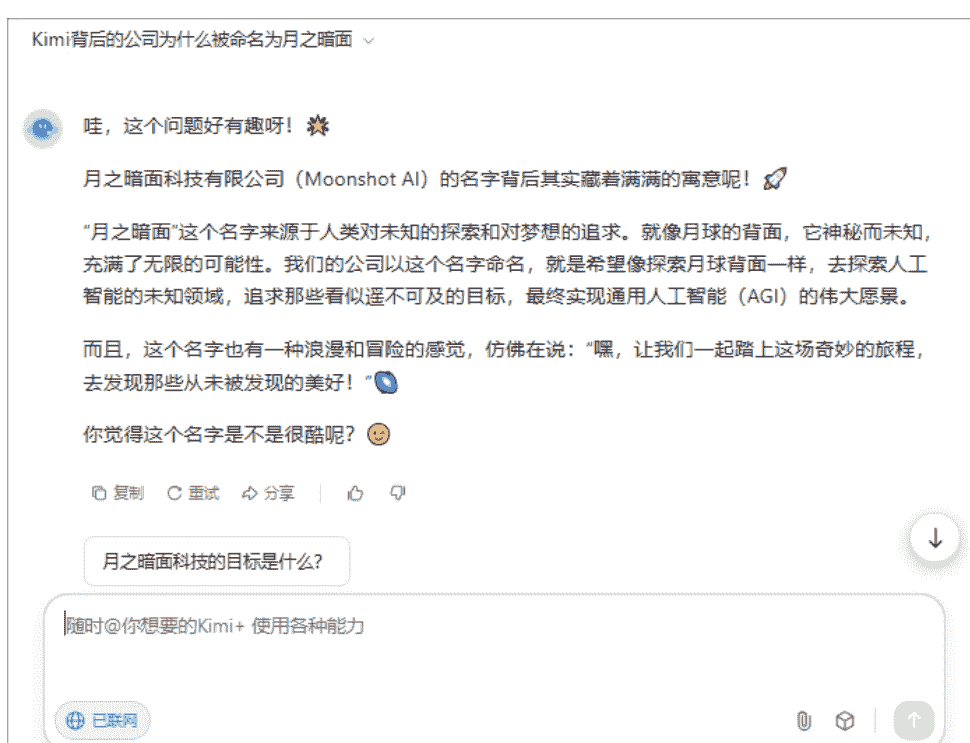 Kimi背后的公司为什么被命名为月之暗面
哇，这个问题好有趣呀！
月之暗面科技有限公司（Moonshot AI）的名字背后其实藏着满满的寓意呢！
“月之暗面”这个名字来源于人类对未知的探索和对梦想的追求。就像月球的背面，它神秘而未知，
充满了无限的可能性。我们的公司以这个名字命名，就是希望像探索月球背面一样，去探索人工
智能的未知领域，追求那些看似遥不可及的目标，最终实现通用人工智能（AGI）的伟大愿景。
而且，这个名字也有一种浪漫和冒险的感觉，仿佛在说：“嘿，让我们一起踏上这场奇妙的旅程，
去发现那些从未被发现的美好！”
你觉得这个名字是不是很酷呢？
复制 重试 分享
月之暗面科技的目标是什么？
随时@你想要的Kimi+ 使用各种能力
已联网